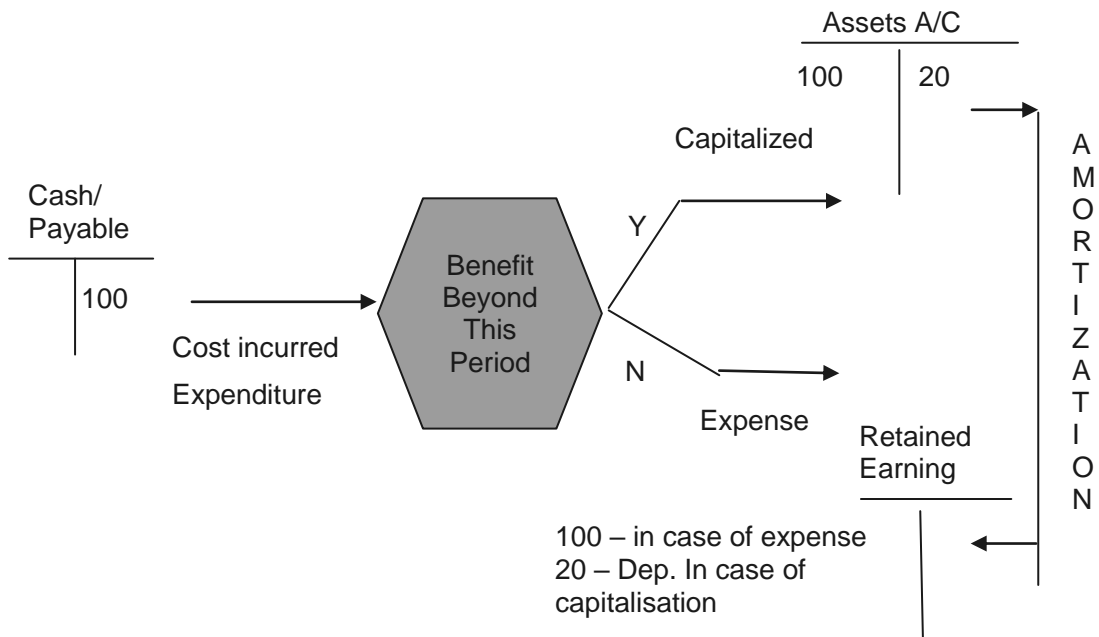 Assets A/C
100 20
Capitalized
Cash/
Payable
100
Cost incurred
Expenditure
Benefit
Beyond
This
Period
Y
N
Expense
Retained
Earning
100 – in case of expense
20 – Dep. In case of
capitalisation
A
M
O
R
T
I
Z
A
T
I
O
N